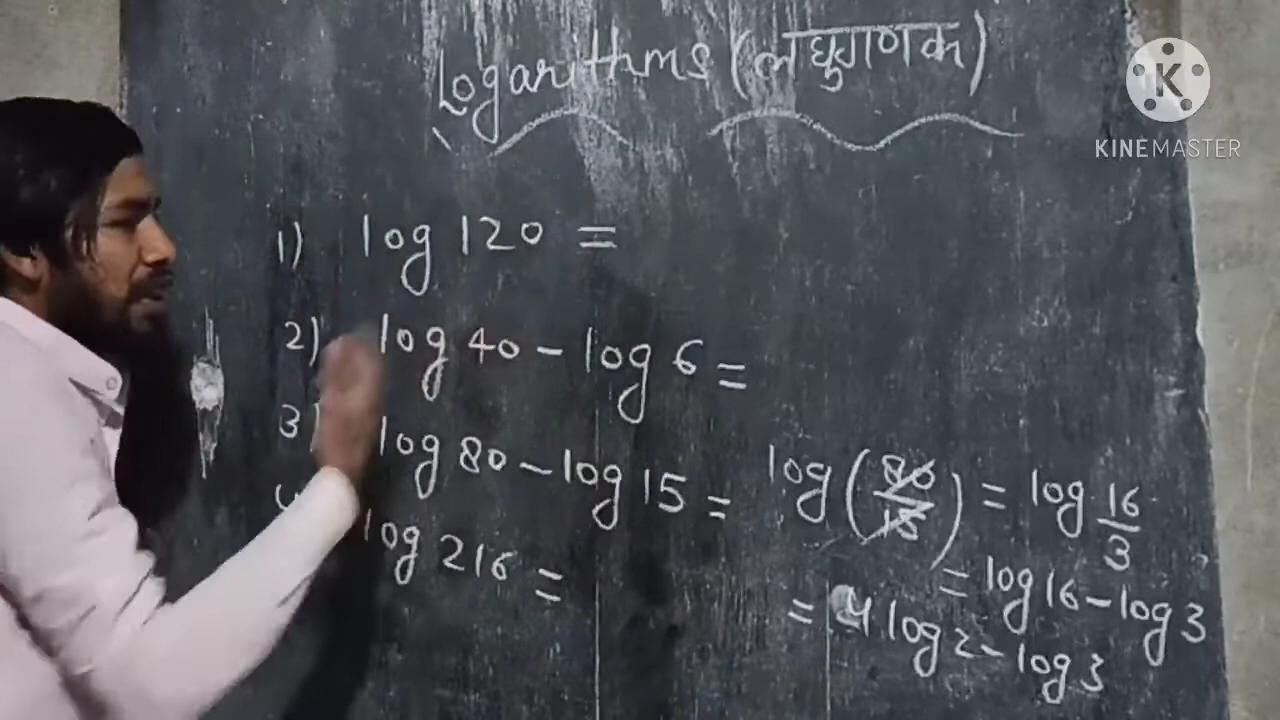 Logarithms (लघुगणक)
K
KINEMASTER
1) log 120 =
2) log 40 - log 6 =
3) log 80 - log 15 = log (80/15) = log 16/3
= log 16 - log 3
= 4 log 2 - log 3
4 log 216 =